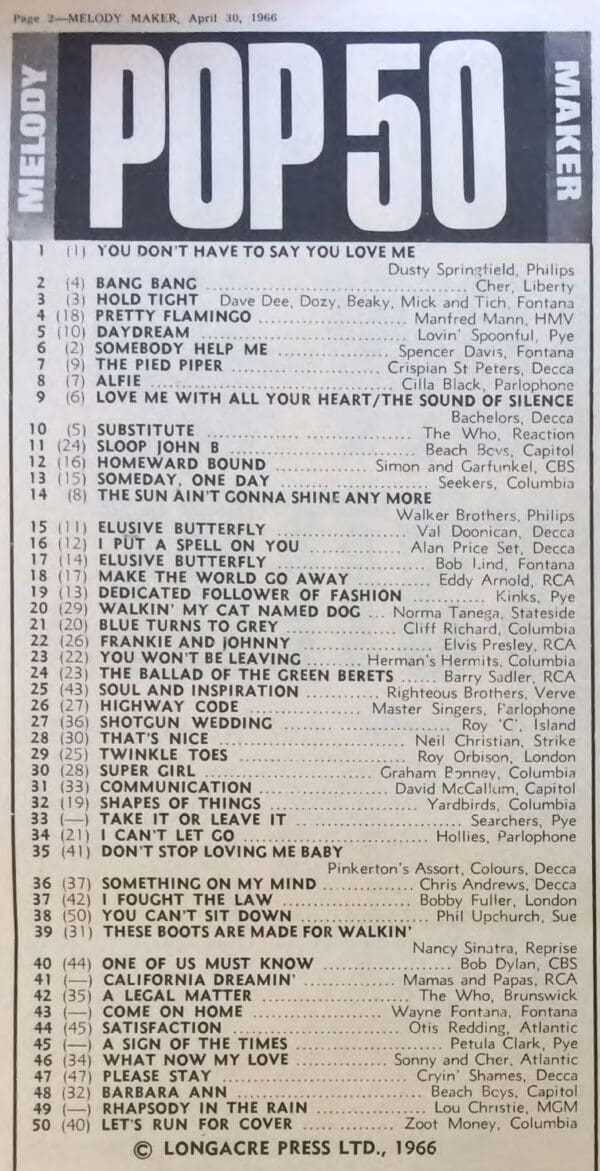 Page 2—MELODY MAKER, April 30, 1966
MELODY
POP 50
MAKER
1 (1) YOU DON'T HAVE TO SAY YOU LOVE ME
Dusty Springfield, Philips
2 (4) BANG BANG ........ Cher, Liberty
3 (3) HOLD TIGHT Dave Dee, Dozy, Beaky, Mick and Tich, Fontana
4 (18) PRETTY FLAMINGO ........ Manfred Mann, HMV
5 (10) DAYDREAM ........ Lovin' Spoonful, Pye
6 (2) SOMEBODY HELP ME ........ Spencer Davis, Fontana
7 (9) THE PIED PIPER ........ Crispian St Peters, Decca
8 (7) ALFIE ........ Cilla Black, Parlophone
9 (6) LOVE ME WITH ALL YOUR HEART/THE SOUND OF SILENCE
Bachelors, Decca
10 (5) SUBSTITUTE ........ The Who, Reaction
11 (24) SLOOP JOHN B ........ Beach Boys, Capitol
12 (16) HOMEWARD BOUND ........ Simon and Garfunkel, CBS
13 (15) SOMEDAY, ONE DAY ........ Seekers, Columbia
14 (8) THE SUN AIN'T GONNA SHINE ANY MORE
Walker Brothers, Philips
15 (11) ELUSIVE BUTTERFLY ........ Val Doonican, Decca
16 (12) I PUT A SPELL ON YOU ........ Alan Price Set, Decca
17 (14) ELUSIVE BUTTERFLY ........ Bob Lind, Fontana
18 (17) MAKE THE WORLD GO AWAY ........ Eddy Arnold, RCA
19 (13) DEDICATED FOLLOWER OF FASHION ........ Kinks, Pye
20 (29) WALKIN' MY CAT NAMED DOG ... Norma Tanega, Stateside
21 (20) BLUE TURNS TO GREY ........ Cliff Richard, Columbia
22 (26) FRANKIE AND JOHNNY ........ Elvis Presley, RCA
23 (22) YOU WON'T BE LEAVING ........ Herman's Hermits, Columbia
24 (23) THE BALLAD OF THE GREEN BERETS ..... Barry Sadler, RCA
25 (43) SOUL AND INSPIRATION ........ Righteous Brothers, Verve
26 (27) HIGHWAY CODE ........ Master Singers, Parlophone
27 (36) SHOTGUN WEDDING ........ Roy 'C', Island
28 (30) THAT'S NICE ........ Neil Christian, Strike
29 (25) TWINKLE TOES ........ Roy Orbison, London
30 (28) SUPER GIRL ........ Graham Bonney, Columbia
31 (33) COMMUNICATION ........ David McCallum, Capitol
32 (19) SHAPES OF THINGS ........ Yardbirds, Columbia
33 (—) TAKE IT OR LEAVE IT ........ Searchers, Pye
34 (21) I CAN'T LET GO ........ Hollies, Parlophone
35 (41) DON'T STOP LOVING ME BABY
Pinkerton's Assort, Colours, Decca
36 (37) SOMETHING ON MY MIND ........ Chris Andrews, Decca
37 (42) I FOUGHT THE LAW ........ Bobby Fuller, London
38 (50) YOU CAN'T SIT DOWN ........ Phil Upchurch, Sue
39 (31) THESE BOOTS ARE MADE FOR WALKIN'
Nancy Sinatra, Reprise
40 (44) ONE OF US MUST KNOW ........ Bob Dylan, CBS
41 (—) CALIFORNIA DREAMIN' ........ Mamas and Papas, RCA
42 (35) A LEGAL MATTER ........ The Who, Brunswick
43 (—) COME ON HOME ........ Wayne Fontana, Fontana
44 (45) SATISFACTION ........ Otis Redding, Atlantic
45 (—) A SIGN OF THE TIMES ........ Petula Clark, Pye
46 (34) WHAT NOW MY LOVE ........ Sonny and Cher, Atlantic
47 (47) PLEASE STAY ........ Cryin' Shames, Decca
48 (32) BARBARA ANN ........ Beach Boys, Capitol
49 (—) RHAPSODY IN THE RAIN ........ Lou Christie, MGM
50 (40) LET'S RUN FOR COVER ........ Zoot Money, Columbia
© LONGACRE PRESS LTD., 1966